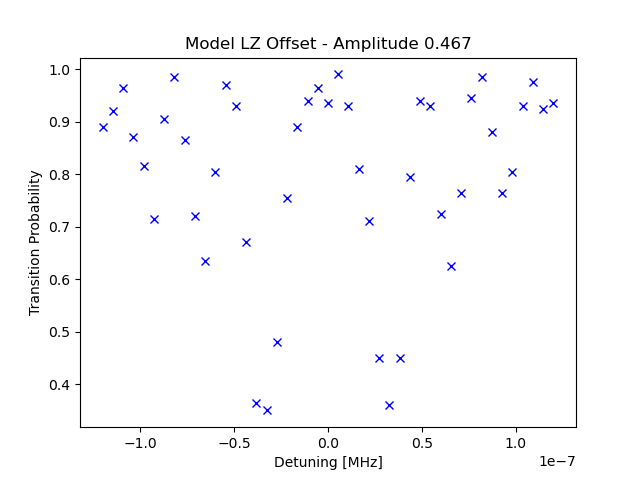 Model LZ Offset - Amplitude 0.467
1.0
0.9
0.8
0.7
0.6
0.5
0.4
Transition Probability
−1.0 −0.5 0.0 0.5 1.0
1e−7
Detuning [MHz]